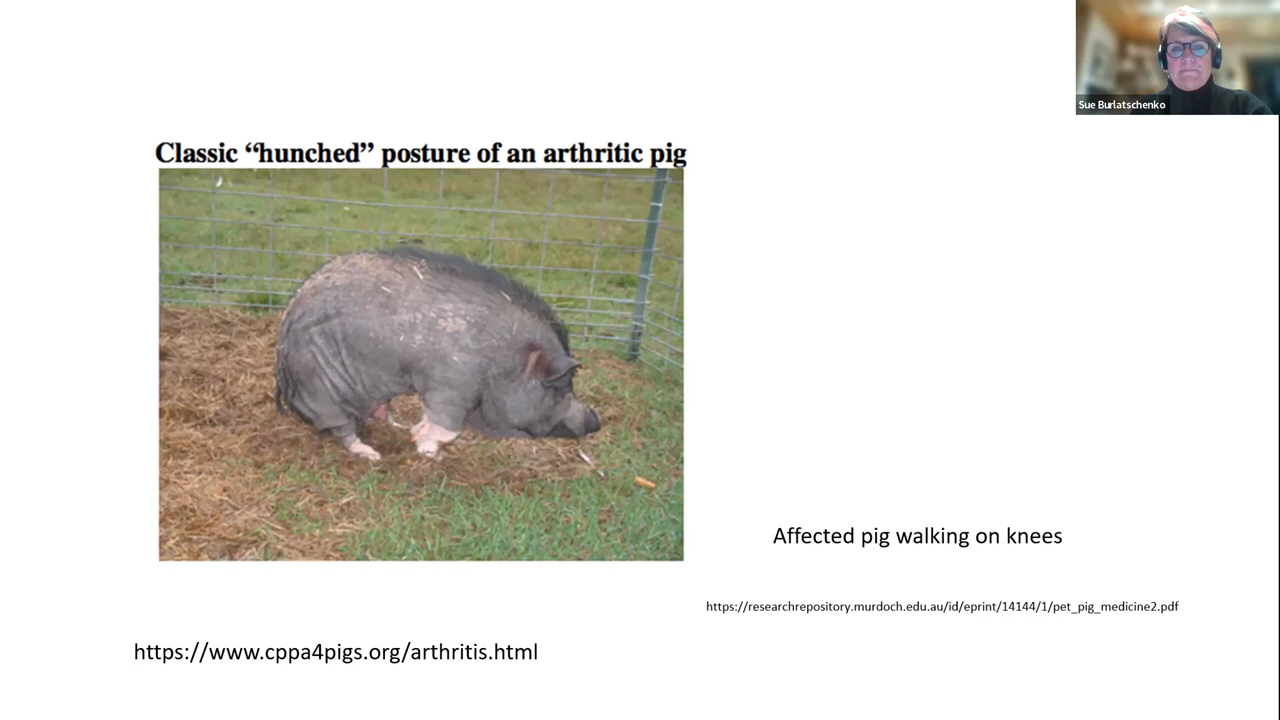 Sue Burlatschenko
Classic “hunched” posture of an arthritic pig
Affected pig walking on knees
https://researchrepository.murdoch.edu.au/id/eprint/14144/1/pet_pig_medicine2.pdf
https://www.cppa4pigs.org/arthritis.html